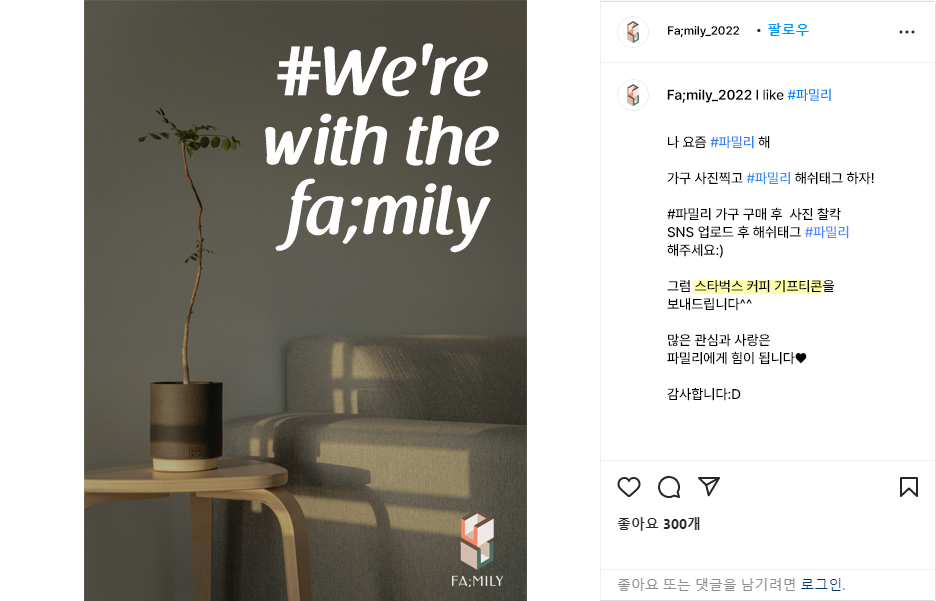 #We're
with the
fa;mily
FA;MILY
Fa;mily_2022 • 팔로우
Fa;mily_2022 I like #파밀리
나 요즘 #파밀리 해
가구 사진찍고 #파밀리 해쉬태그 하자!
#파밀리 가구 구매 후 사진 찰칵
SNS 업로드 후 해쉬태그 #파밀리
해주세요:)
그럼 스타벅스 커피 기프티콘을
보내드립니다^^
많은 관심과 사랑은
파밀리에게 힘이 됩니다♥
감사합니다:D
좋아요 300개
좋아요 또는 댓글을 남기려면 로그인.